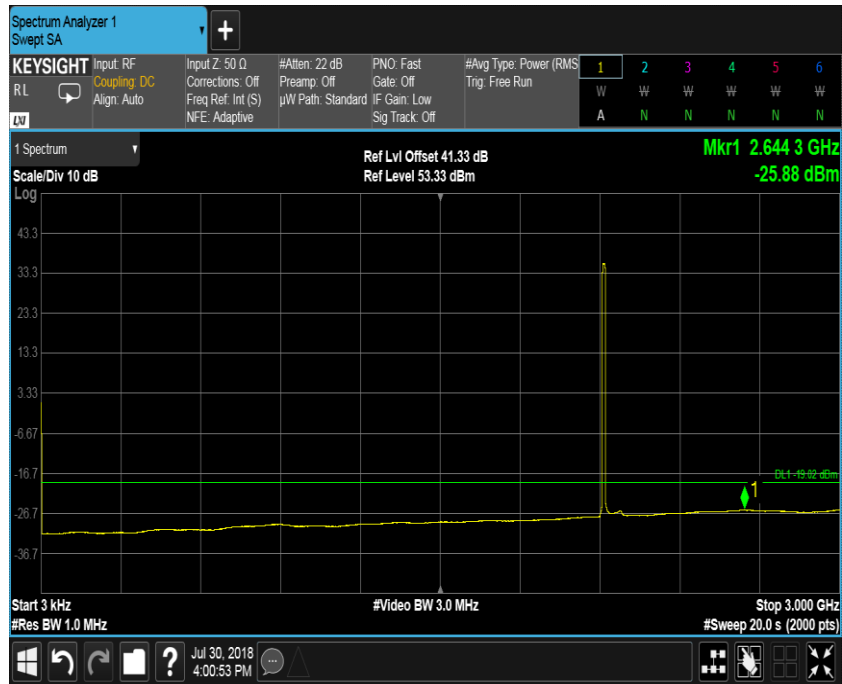 Spectrum Analyzer 1
Swept SA
+
KEYSIGHT
RL
LXI
Input: RF
Coupling: DC
Align: Auto
Input Z: 50 Ω
Corrections: Off
Freq Ref: Int (S)
NFE: Adaptive
#Atten: 22 dB
Preamp: Off
µW Path: Standard
PNO: Fast
Gate: Off
IF Gain: Low
Sig Track: Off
#Avg Type: Power (RMS
Trig: Free Run
1 2 3 4 5 6
W W W W W W
A N N N N N
1 Spectrum
Scale/Div 10 dB
Ref Lvl Offset 41.33 dB
Ref Level 53.33 dBm
Mkr1 2.644 3 GHz
-25.88 dBm
Log
43.3
33.3
23.3
13.3
3.33
-6.67
-16.7
DL1 -19.02 dBm
1
-26.7
-36.7
Start 3 kHz
#Video BW 3.0 MHz
Stop 3.000 GHz
#Res BW 1.0 MHz
#Sweep 20.0 s (2000 pts)
?
Jul 30, 2018
4:00:53 PM